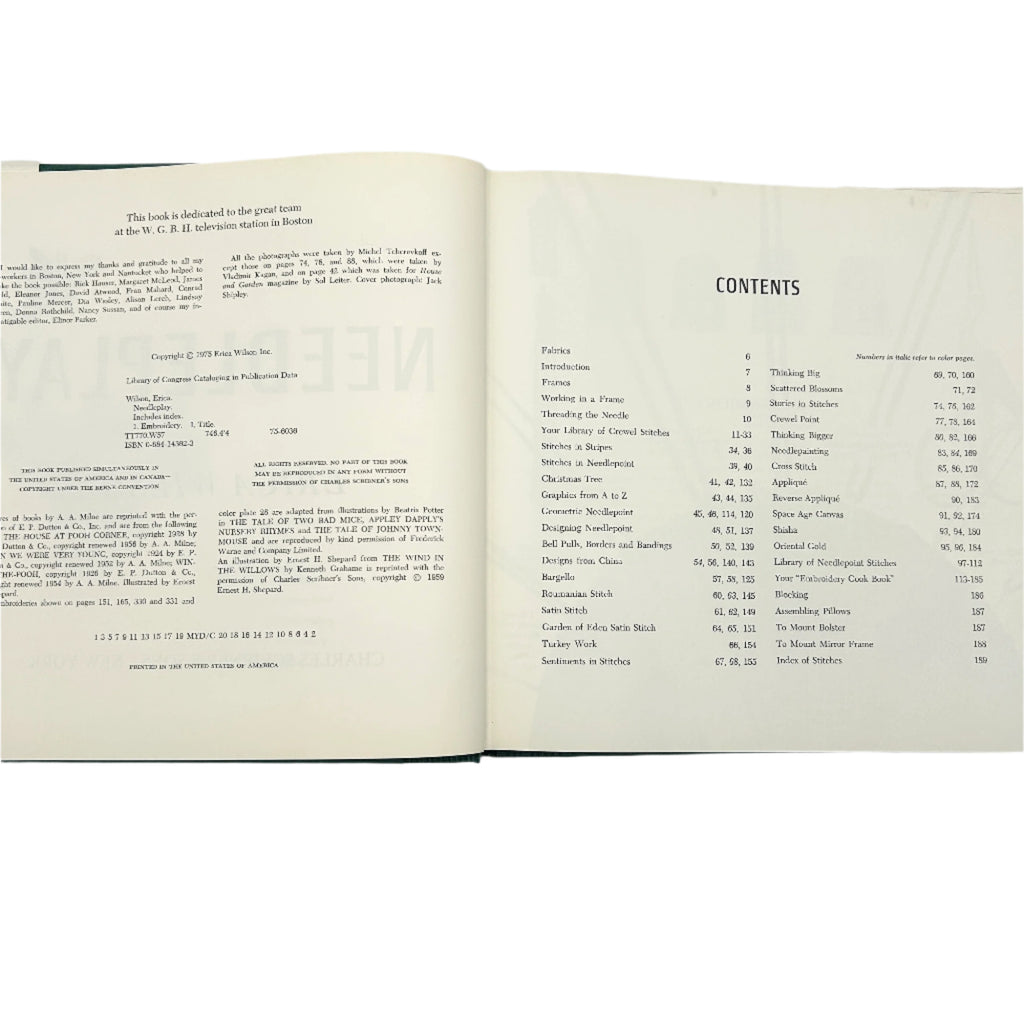 This book is dedicated to the great team
at the W. G. B. H. television station in Boston
I would like to express my thanks and gratitude to all my
-workers in Boston, New York and Nantucket who helped to
ke the book possible: Rick Hauser, Margaret McLeod, James
ld, Eleanor Jones, David Atwood, Fran Mahard, Conrad
ite, Pauline Mercer, Dia Wosley, Alison Lerch, Lindsay
Donna Rothchild, Nancy Sussan, and of course my in-
atigable editor, Elinor Parker.
All the photographs were taken by Michel Tcherevkoff ex-
cept those on pages 74, 78, and 88, which were taken by
Vladimir Kagan, and on page 42 which was taken for House
and Garden magazine by Sol Leiter. Cover photograph: Jack
Shipley.
Copyright © 1975 Erica Wilson Inc.
Library of Congress Cataloging in Publication Data
Wilson, Erica.
Needleplay.
Includes index.
1. Embroidery. I. Title.
TT770.W57 746.4'4 75-6036
ISBN 0-684-14382-3
THIS BOOK PUBLISHED SIMULTANEOUSLY IN
THE UNITED STATES OF AMERICA AND IN CANADA—
COPYRIGHT UNDER THE BERNE CONVENTION
ALL RIGHTS RESERVED. NO PART OF THIS BOOK
MAY BE REPRODUCED IN ANY FORM WITHOUT
THE PERMISSION OF CHARLES SCRIBNER'S SONS
res of books by A. A. Milne are reprinted with the per-
of E. P. Dutton & Co., Inc. and are from the following
THE HOUSE AT POOH CORNER, copyright 1928 by
Dutton & Co., copyright renewed 1956 by A. A. Milne;
N WE WERE VERY YOUNG, copyright 1924 by E. P.
n & Co., copyright renewed 1952 by A. A. Milne; WIN-
THE-POOH, copyright 1926 by E. P. Dutton & Co.,
ght renewed 1954 by A. A. Milne. Illustrated by Ernest
epard.
mbroideries shown on pages 151, 165, 330 and 331 and
color plate 28 are adapted from illustrations by Beatrix Potter
in THE TALE OF TWO BAD MICE, APPLEY DAPPLY'S
NURSERY RHYMES and THE TALE OF JOHNNY TOWN-
MOUSE and are reproduced by kind permission of Frederick
Warne and Company Limited.
An illustration by Ernest H. Shepard from THE WIND IN
THE WILLOWS by Kenneth Grahame is reprinted with the
permission of Charles Scribner's Sons, copyright © 1959
Ernest H. Shepard.
1 3 5 7 9 11 13 15 17 19 MYD/C 20 18 16 14 12 10 8 6 4 2
PRINTED IN THE UNITED STATES OF AMERICA
CONTENTS
Fabrics 6
Introduction 7
Frames 8
Working in a Frame 9
Threading the Needle 10
Your Library of Crewel Stitches 11-33
Stitches in Stripes 34, 36
Stitches in Needlepoint 39, 40
Christmas Tree 41, 42, 132
Graphics from A to Z 43, 44, 135
Geometric Needlepoint 45, 46, 114, 120
Designing Needlepoint 48, 51, 137
Bell Pulls, Borders and Bandings 50, 52, 139
Designs from China 54, 56, 140, 143
Bargello 57, 58, 125
Roumanian Stitch 60, 63, 145
Satin Stitch 61, 62, 149
Garden of Eden Satin Stitch 64, 65, 151
Turkey Work 66, 154
Sentiments in Stitches 67, 68, 155
Numbers in italic refer to color pages.
Thinking Big 69, 70, 160
Scattered Blossoms 71, 72
Stories in Stitches 74, 75, 162
Crewel Point 77, 78, 164
Thinking Bigger 80, 82, 166
Needlepainting 83, 84, 169
Cross Stitch 85, 86, 170
Appliqué 87, 88, 172
Reverse Appliqué 90, 183
Space Age Canvas 91, 92, 174
Shisha 93, 94, 180
Oriental Gold 95, 96, 184
Library of Needlepoint Stitches 97-112
Your "Embroidery Cook Book" 113-185
Blocking 186
Assembling Pillows 187
To Mount Bolster 187
To Mount Mirror Frame 188
Index of Stitches 189